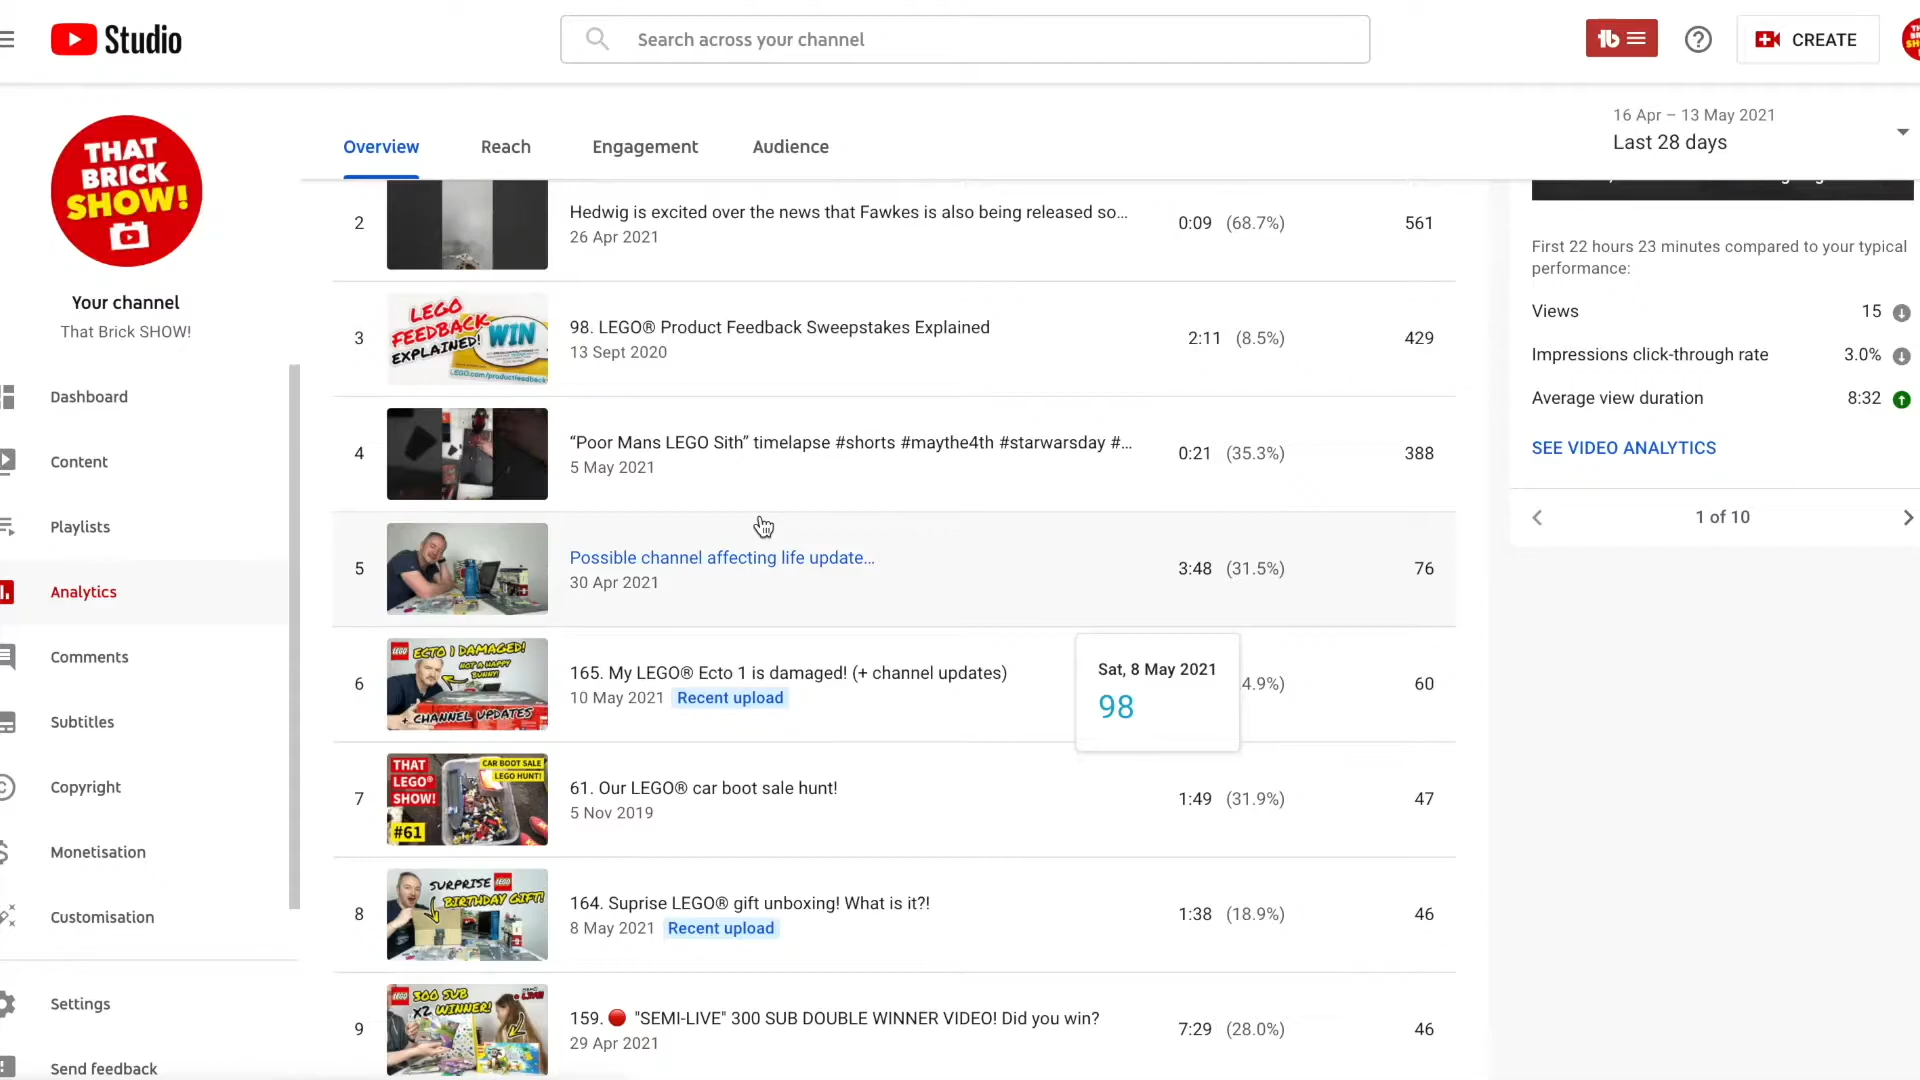 Studio
Search across your channel
CREATE
THAT
BRICK
SHOW!
Your channel
That Brick SHOW!
Dashboard
Content
Playlists
Analytics
Comments
Subtitles
Copyright
Monetisation
Customisation
Settings
Send feedback
Overview
Reach
Engagement
Audience
16 Apr – 13 May 2021
Last 28 days
2
Hedwig is excited over the news that Fawkes is also being released so...
26 Apr 2021
0:09 (68.7%)
561
3
LEGO
FEEDBACK
EXPLAINED!
WIN
LEGO.com/productfeedback
98. LEGO® Product Feedback Sweepstakes Explained
13 Sept 2020
2:11 (8.5%)
429
4
“Poor Mans LEGO Sith” timelapse #shorts #maythe4th #starwarsday #...
5 May 2021
0:21 (35.3%)
388
5
Possible channel affecting life update...
30 Apr 2021
3:48 (31.5%)
76
6
LEGO ECTO 1 DAMAGED!
NOT A HAPPY
BUNNY!
+ CHANNEL UPDATES
165. My LEGO® Ecto 1 is damaged! (+ channel updates)
10 May 2021 Recent upload
4.9%)
60
Sat, 8 May 2021
98
7
THAT
LEGO®
SHOW!
#61
CAR BOOT SALE
LEGO HUNT!
61. Our LEGO® car boot sale hunt!
5 Nov 2019
1:49 (31.9%)
47
8
SURPRISE LEGO
BIRTHDAY GIFT!
164. Suprise LEGO® gift unboxing! What is it?!
8 May 2021 Recent upload
1:38 (18.9%)
46
9
LEGO 300 SUB
X2 WINNER!
LIVE!
159. "SEMI-LIVE" 300 SUB DOUBLE WINNER VIDEO! Did you win?
29 Apr 2021
7:29 (28.0%)
46
First 22 hours 23 minutes compared to your typical
performance:
Views
15
Impressions click-through rate
3.0%
Average view duration
8:32
SEE VIDEO ANALYTICS
1 of 10